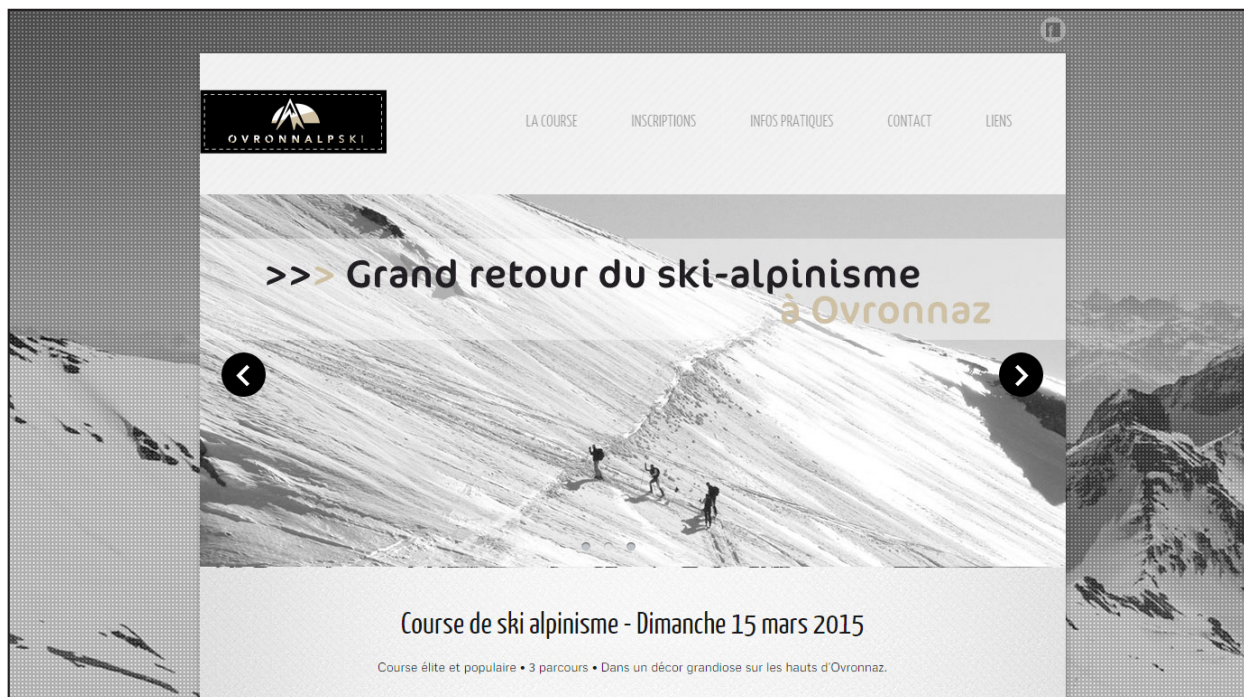 OVRONNALPSKI
LA COURSE INSCRIPTIONS INFOS PRATIQUES CONTACT LIENS
>>> Grand retour du ski-alpinisme
à Ovronnaz
Course de ski alpinisme - Dimanche 15 mars 2015
Course élite et populaire • 3 parcours • Dans un décor grandiose sur les hauts d'Ovronnaz.